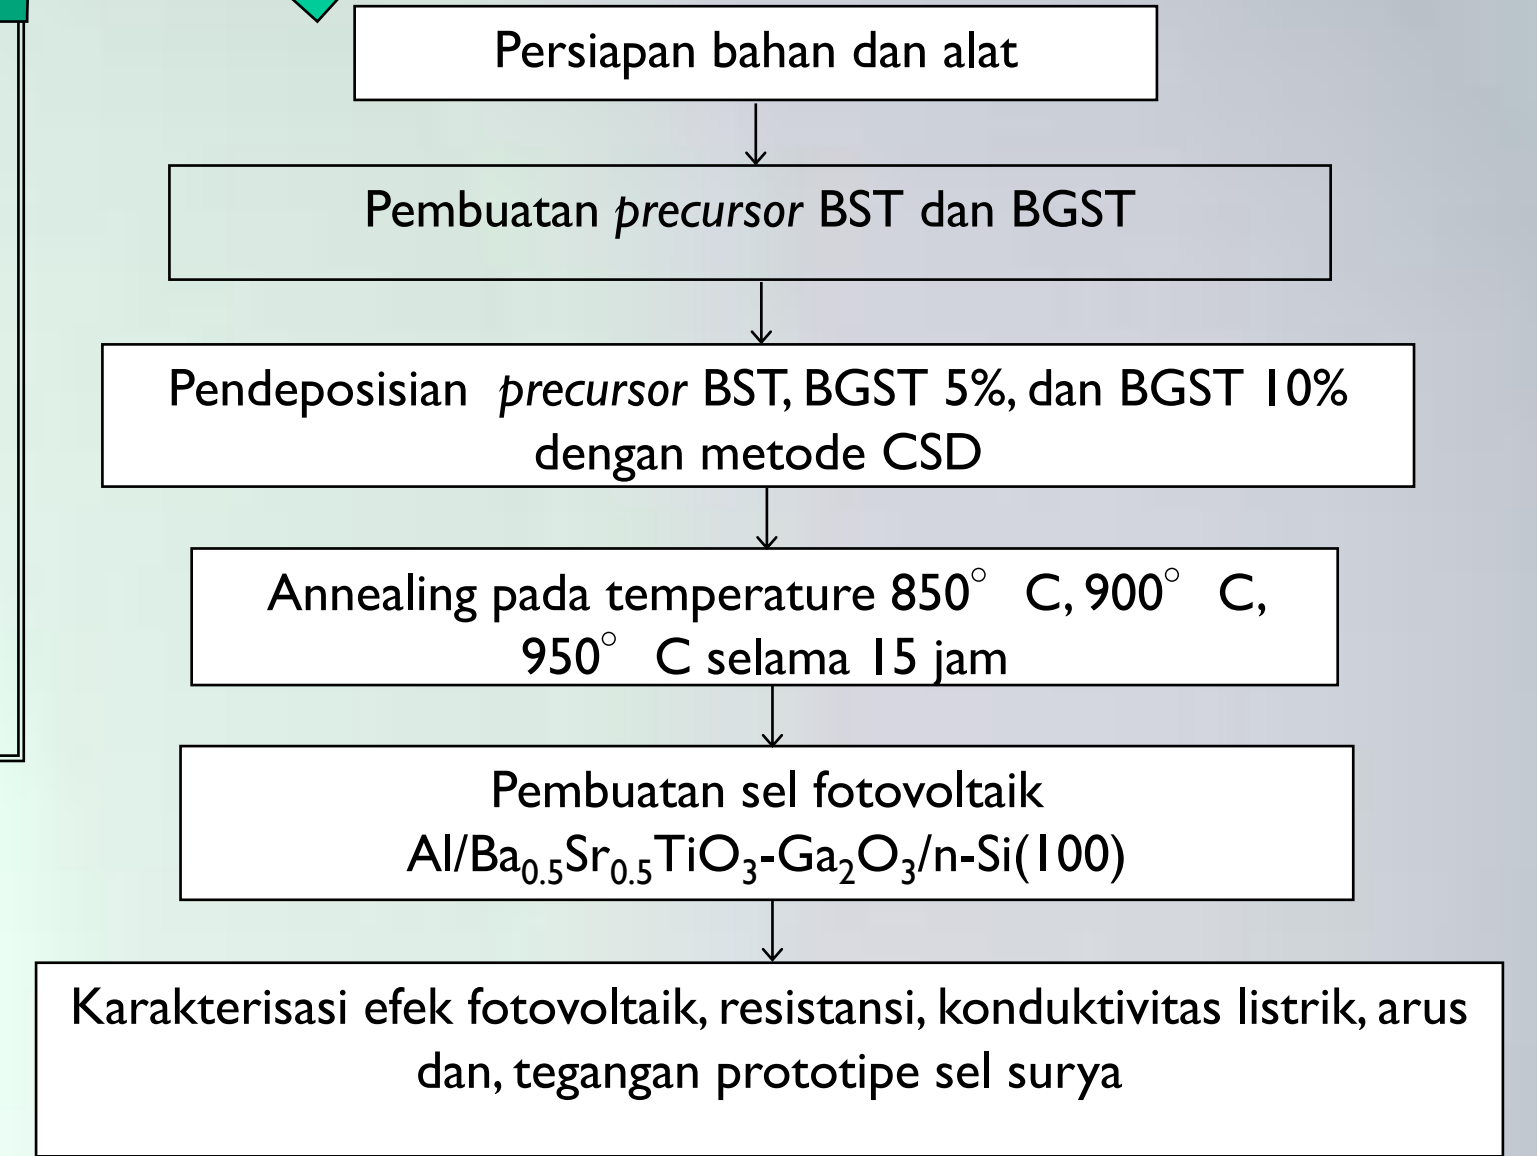 Persiapan bahan dan alat
Pembuatan precursor BST dan BGST
Pendeposisian precursor BST, BGST 5%, dan BGST 10%
dengan metode CSD
Annealing pada temperature 850° C, 900° C,
950° C selama 15 jam
Pembuatan sel fotovoltaik
Al/Ba₀.₅Sr₀.₅TiO₃-Ga₂O₃/n-Si(100)
Karakterisasi efek fotovoltaik, resistansi, konduktivitas listrik, arus
dan, tegangan prototipe sel surya